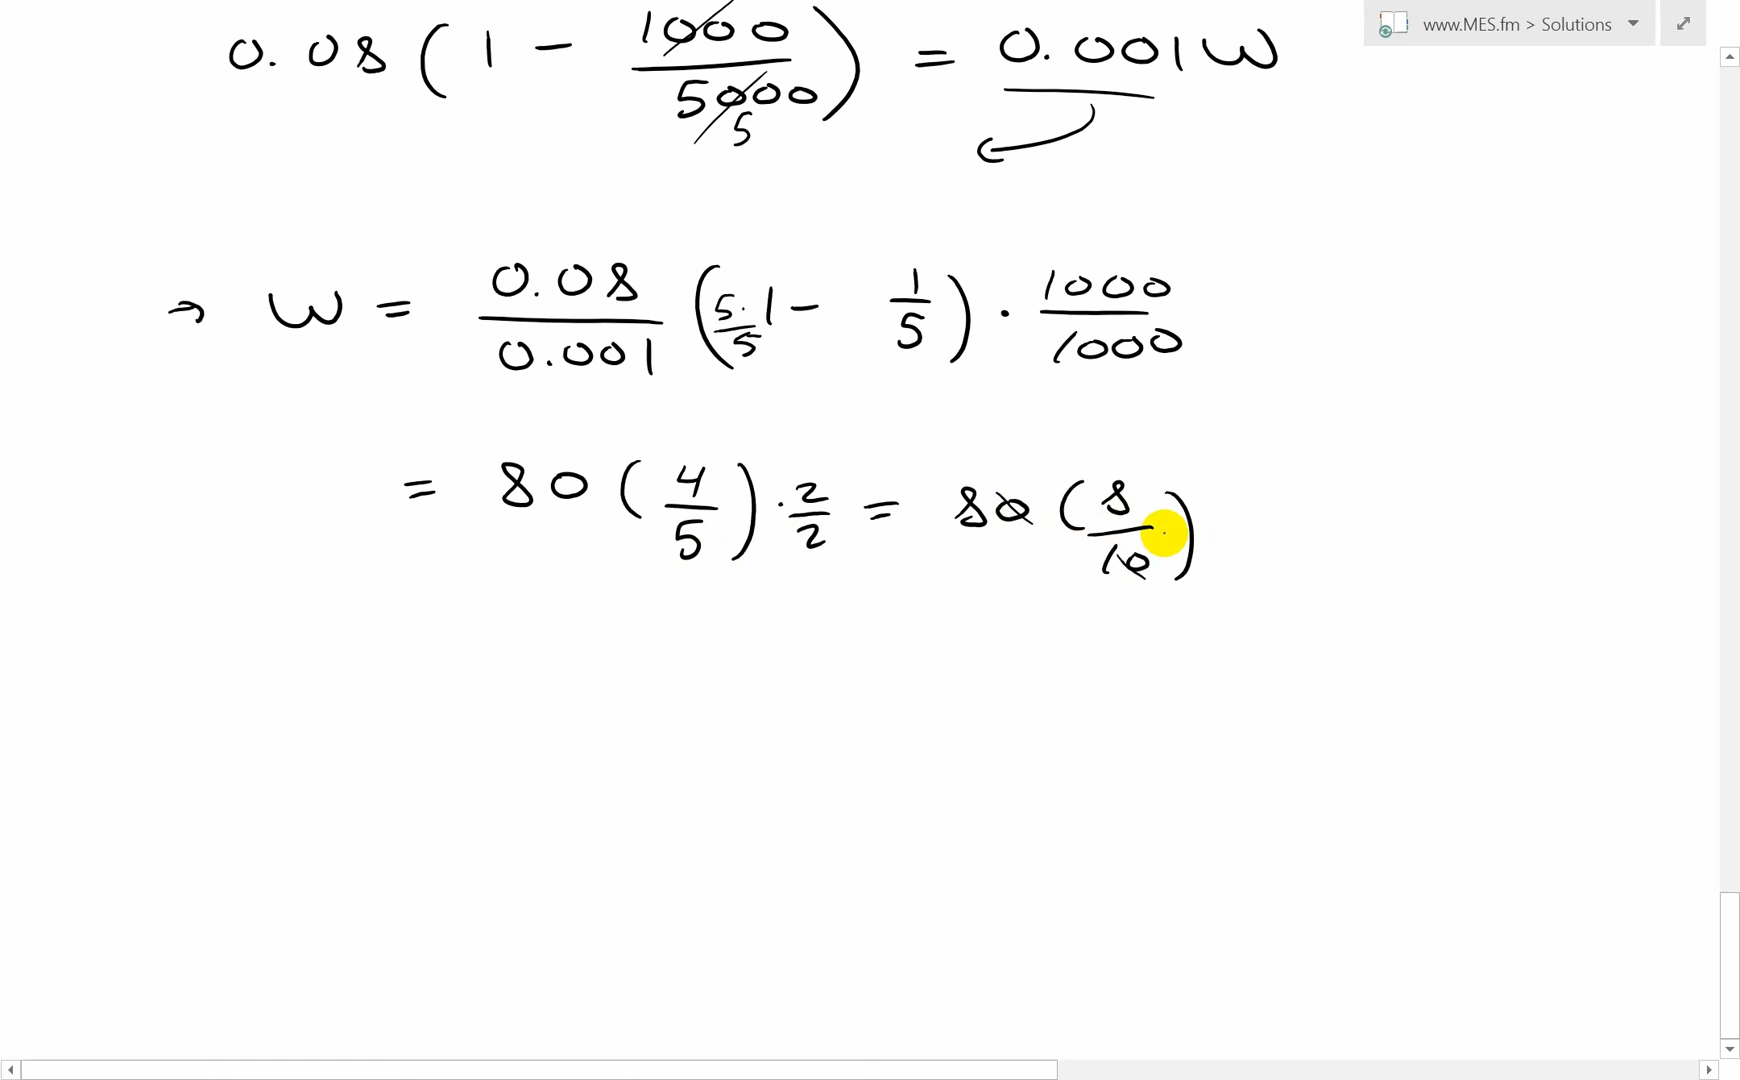 www.MES.fm > Solutions
0.08 ( 1 - 1000/5000 ) = 0.001W
5
→ W = 0.08/0.001 ( 5·/5 1 - 1/5 ) · 1000/1000
= 80 ( 4/5 ) · 2/2 = 80 ( 8/10 )